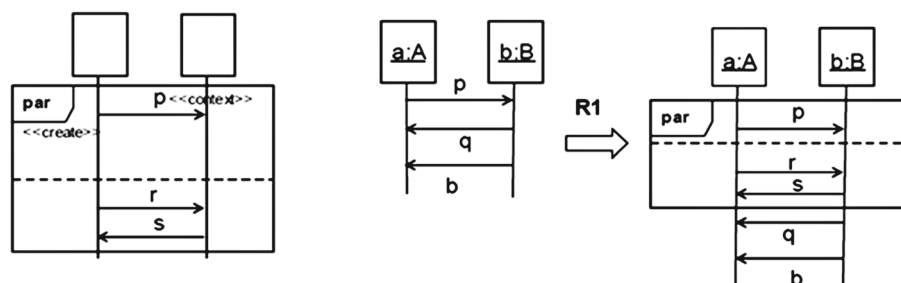 par
p <<context>>
<<create>>
r
s
a:A
b:B
p
q
b
R1
a:A
b:B
par
p
r
s
q
b